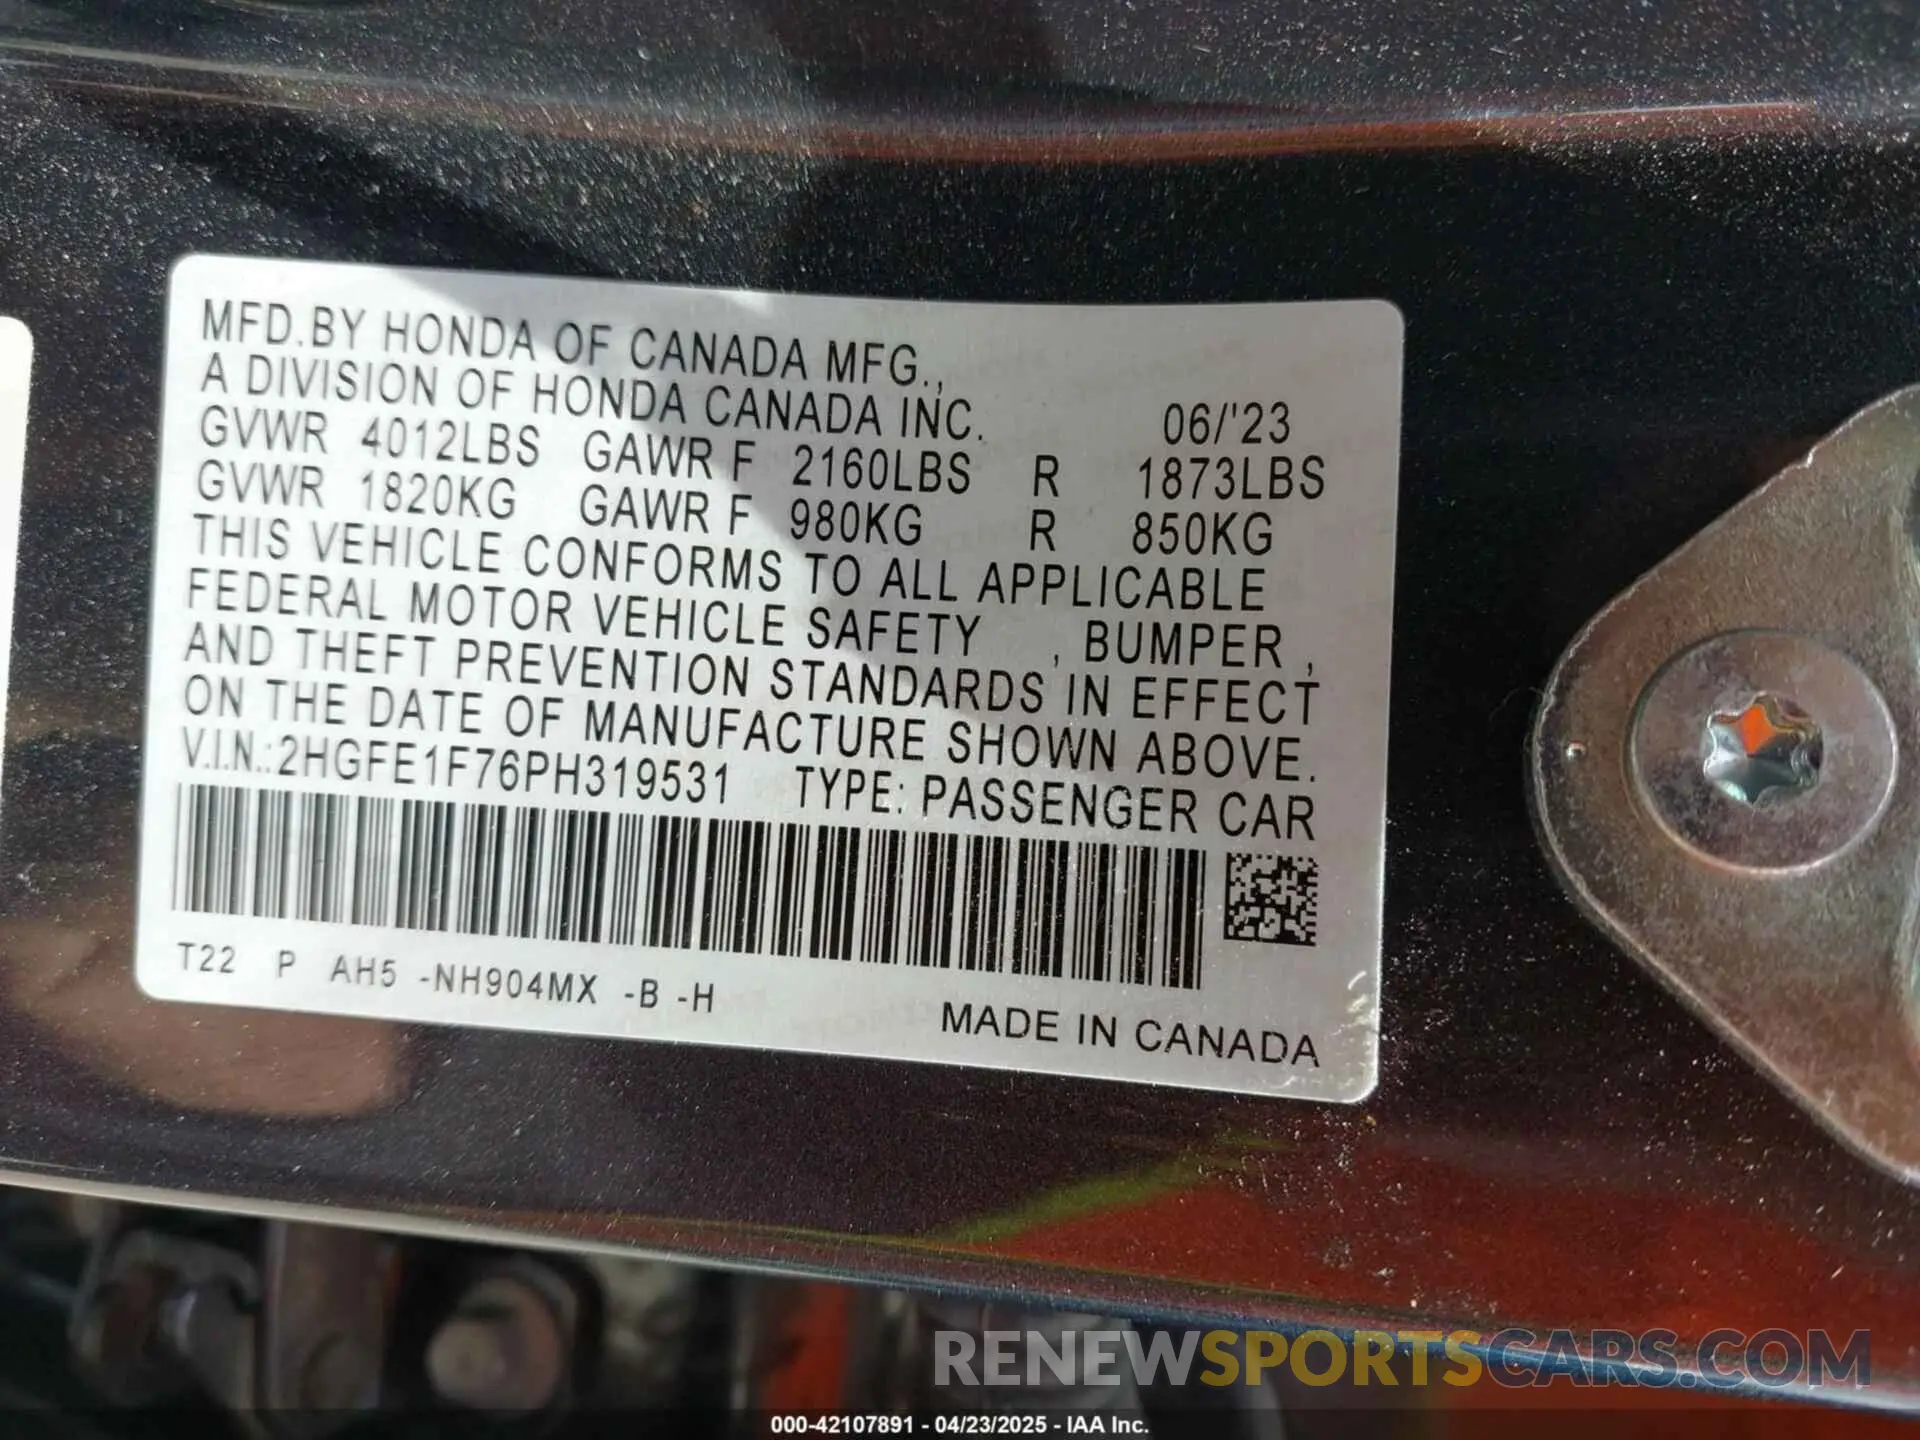 MFD.BY HONDA OF CANADA MFG.,
A DIVISION OF HONDA CANADA INC. 06/'23
GVWR 4012LBS GAWR F 2160LBS R 1873LBS
GVWR 1820KG GAWR F 980KG R 850KG
THIS VEHICLE CONFORMS TO ALL APPLICABLE
FEDERAL MOTOR VEHICLE SAFETY , BUMPER ,
AND THEFT PREVENTION STANDARDS IN EFFECT
ON THE DATE OF MANUFACTURE SHOWN ABOVE.
V.I.N.:2HGFE1F76PH319531 TYPE: PASSENGER CAR
T22 P AH5 -NH904MX -B -H
MADE IN CANADA
RENEWSPORTSCARS.COM
000-42107891 - 04/23/2025 - IAA Inc.